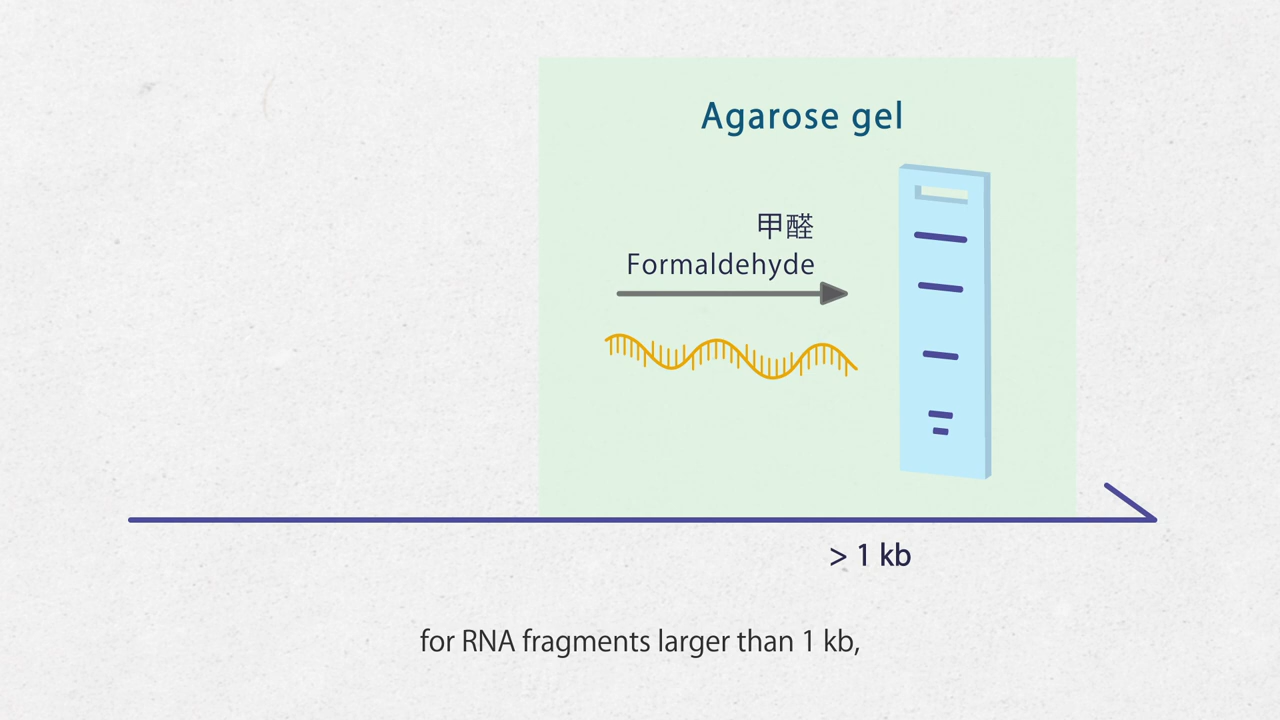 Agarose gel
甲醛
Formaldehyde
> 1 kb
for RNA fragments larger than 1 kb,